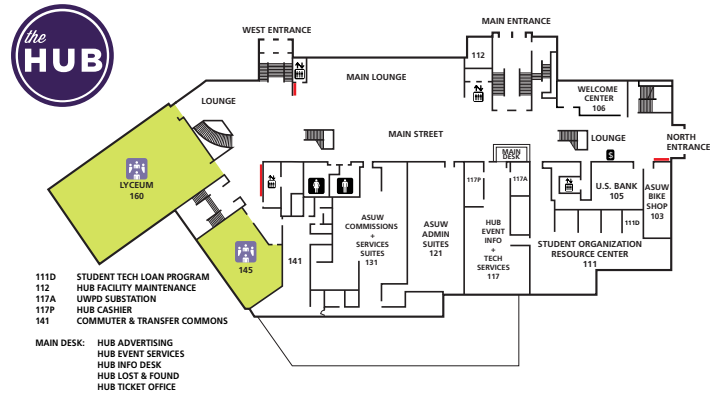 the
HUB
WEST ENTRANCE
MAIN ENTRANCE
112
MAIN LOUNGE
WELCOME
CENTER
106
LOUNGE
MAIN STREET
LOUNGE
NORTH
ENTRANCE
MAIN
DESK
S
LYCEUM
160
117P
117A
U.S. BANK
105
ASUW
BIKE
SHOP
103
ASUW
COMMISSIONS
+
SERVICES
SUITES
131
ASUW
ADMIN
SUITES
121
HUB
EVENT
INFO
+
TECH
SERVICES
117
111D
STUDENT ORGANIZATION
RESOURCE CENTER
111
145
141
111D STUDENT TECH LOAN PROGRAM
112 HUB FACILITY MAINTENANCE
117A UWPD SUBSTATION
117P HUB CASHIER
141 COMMUTER & TRANSFER COMMONS
MAIN DESK: HUB ADVERTISING
HUB EVENT SERVICES
HUB INFO DESK
HUB LOST & FOUND
HUB TICKET OFFICE